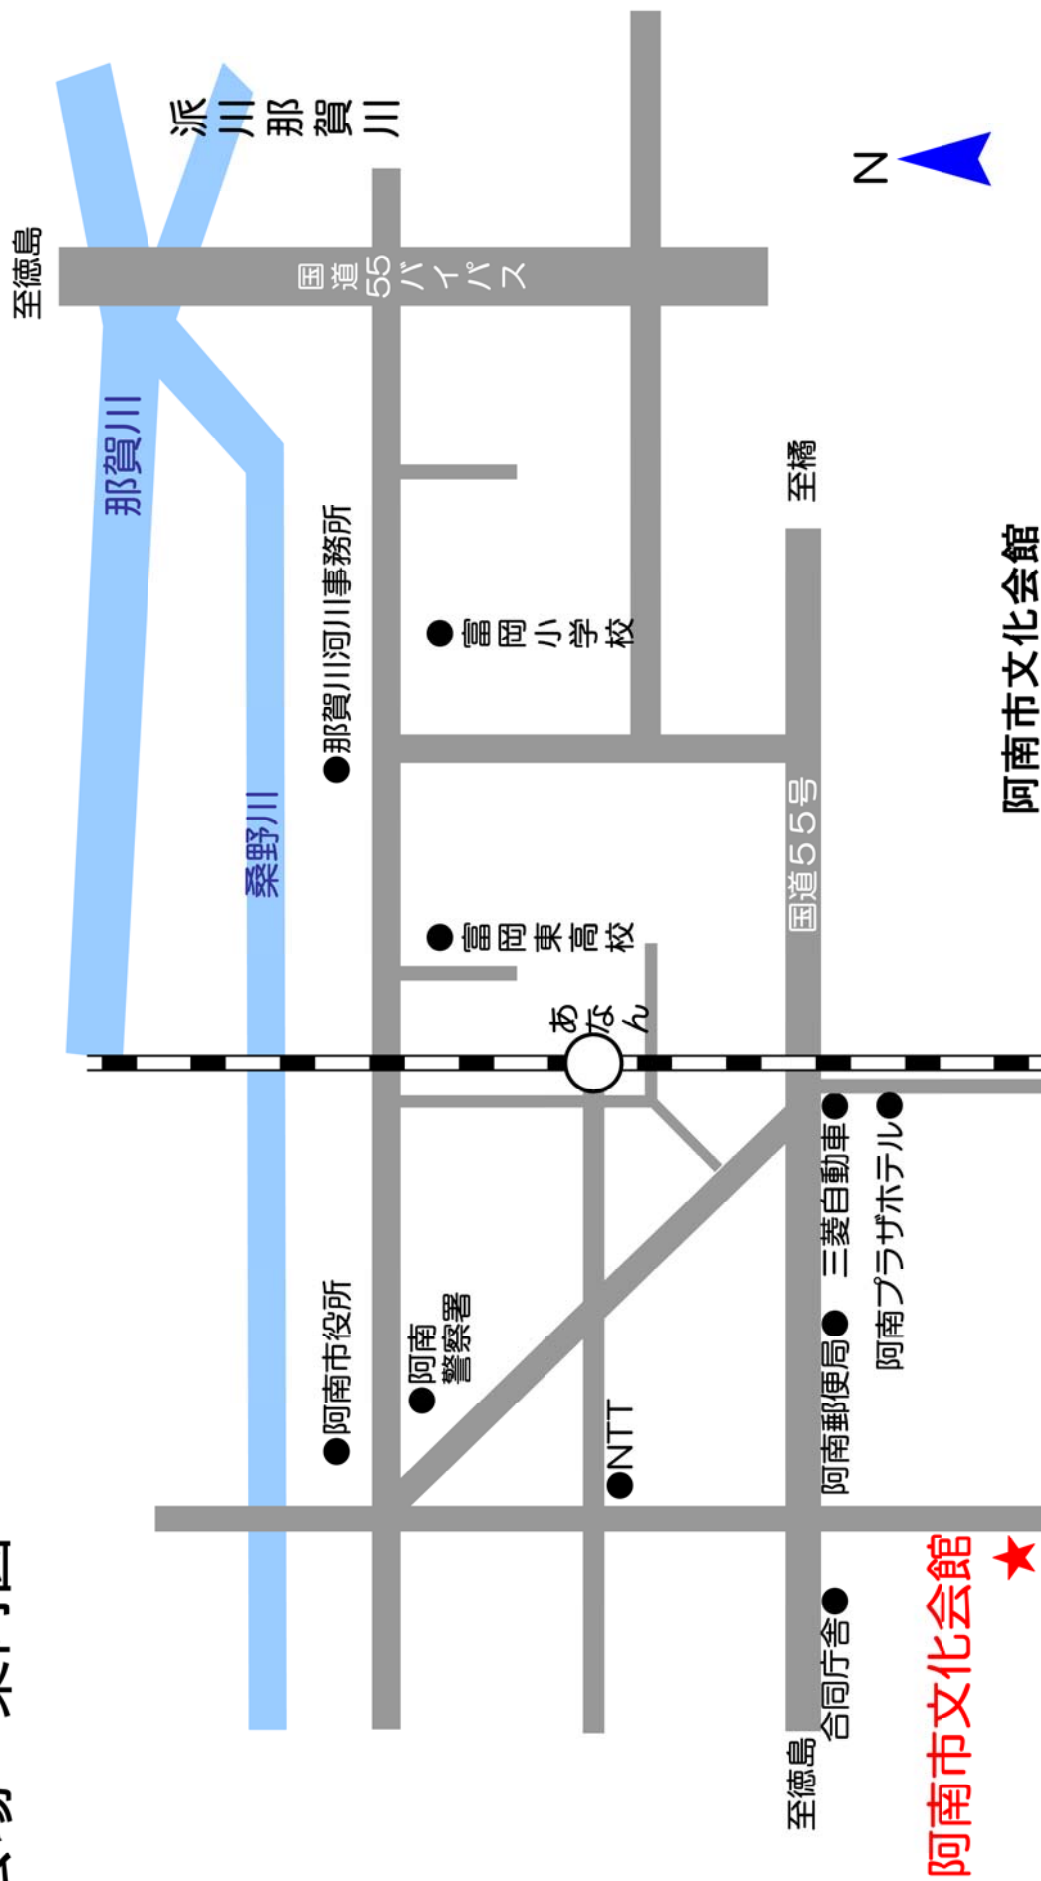 至徳島
派川那賀川
那賀川
国道55バイパス
N
桑野川
那賀川河川事務所
富岡小学校
至橘
富岡東高校
国道55号
あなん
阿南市文化会館
阿南市役所
阿南
警察署
NTT
三菱自動車
阿南プラザホテル
阿南郵便局
合同庁舎
至徳島
阿南市文化会館